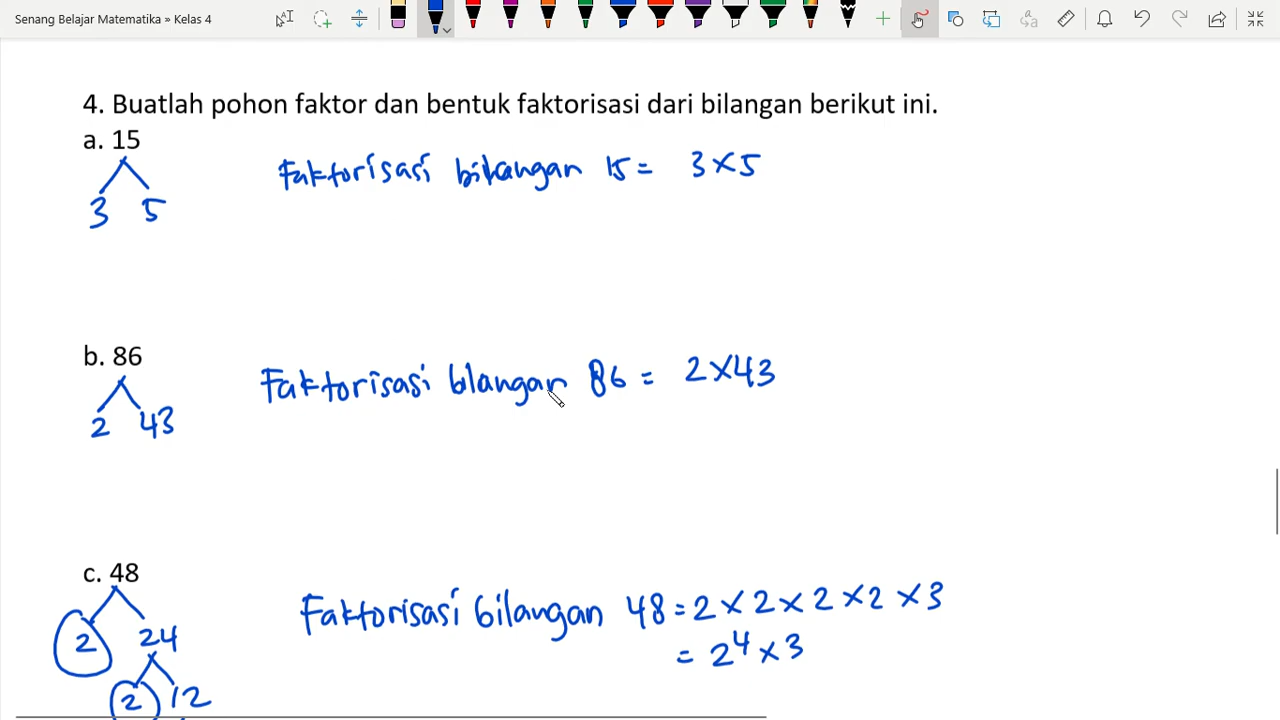 Senang Belajar Matematika » Kelas 4
4. Buatlah pohon faktor dan bentuk faktorisasi dari bilangan berikut ini.
a. 15
3 5
Faktorisasi bilangan 15 = 3 × 5
b. 86
2 43
Faktorisasi blangan 86 = 2 × 43
c. 48
2 24
2 12
Faktorisasi bilangan 48 = 2 × 2 × 2 × 2 × 3
= 2⁴ × 3